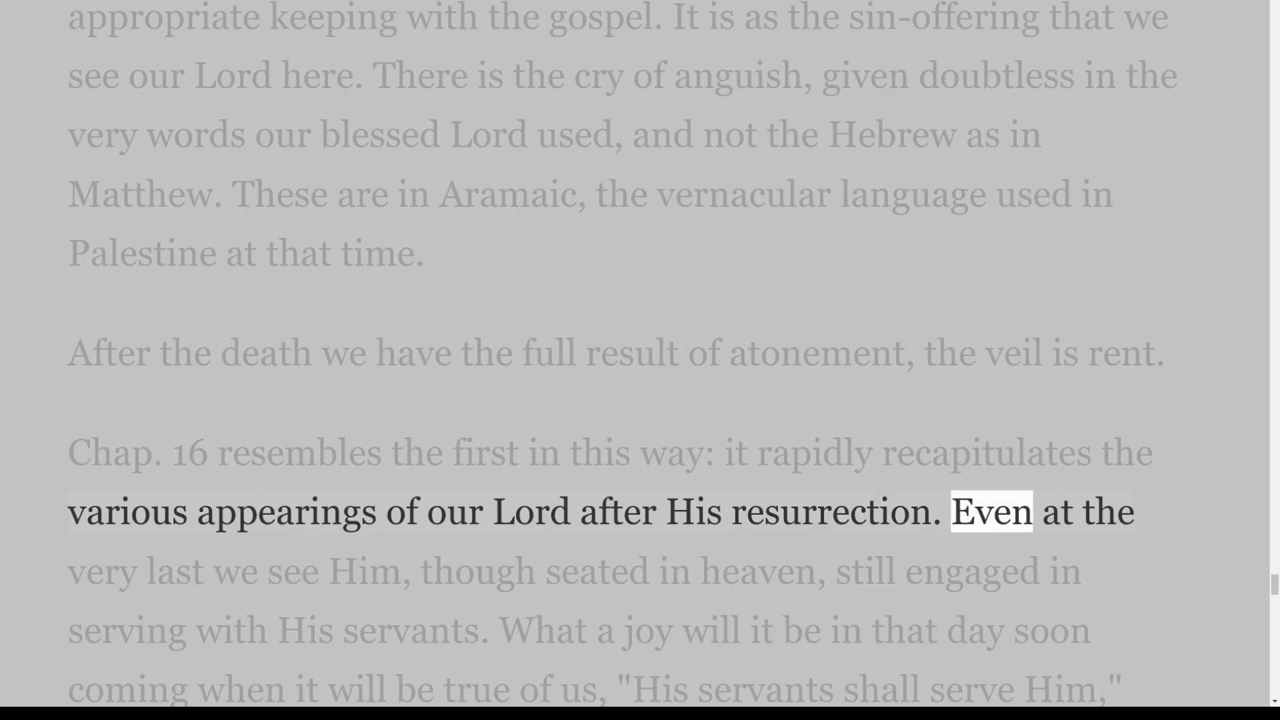 appropriate keeping with the gospel. It is as the sin-offering that we
see our Lord here. There is the cry of anguish, given doubtless in the
very words our blessed Lord used, and not the Hebrew as in
Matthew. These are in Aramaic, the vernacular language used in
Palestine at that time.
After the death we have the full result of atonement, the veil is rent.
Chap. 16 resembles the first in this way: it rapidly recapitulates the
various appearings of our Lord after His resurrection. Even at the
very last we see Him, though seated in heaven, still engaged in
serving with His servants. What a joy will it be in that day soon
coming when it will be true of us, "His servants shall serve Him,"